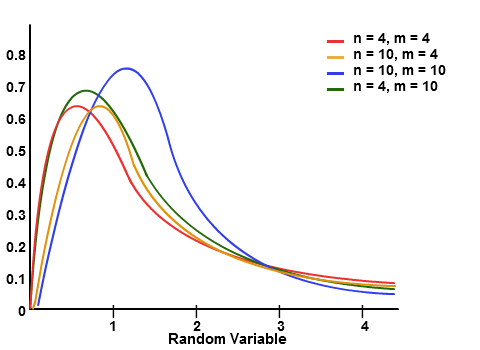 n = 4, m = 4
n = 10, m = 4
n = 10, m = 10
n = 4, m = 10
0.8
0.7
0.6
0.5
0.4
0.3
0.2
0.1
0
1 2 3 4
Random Variable